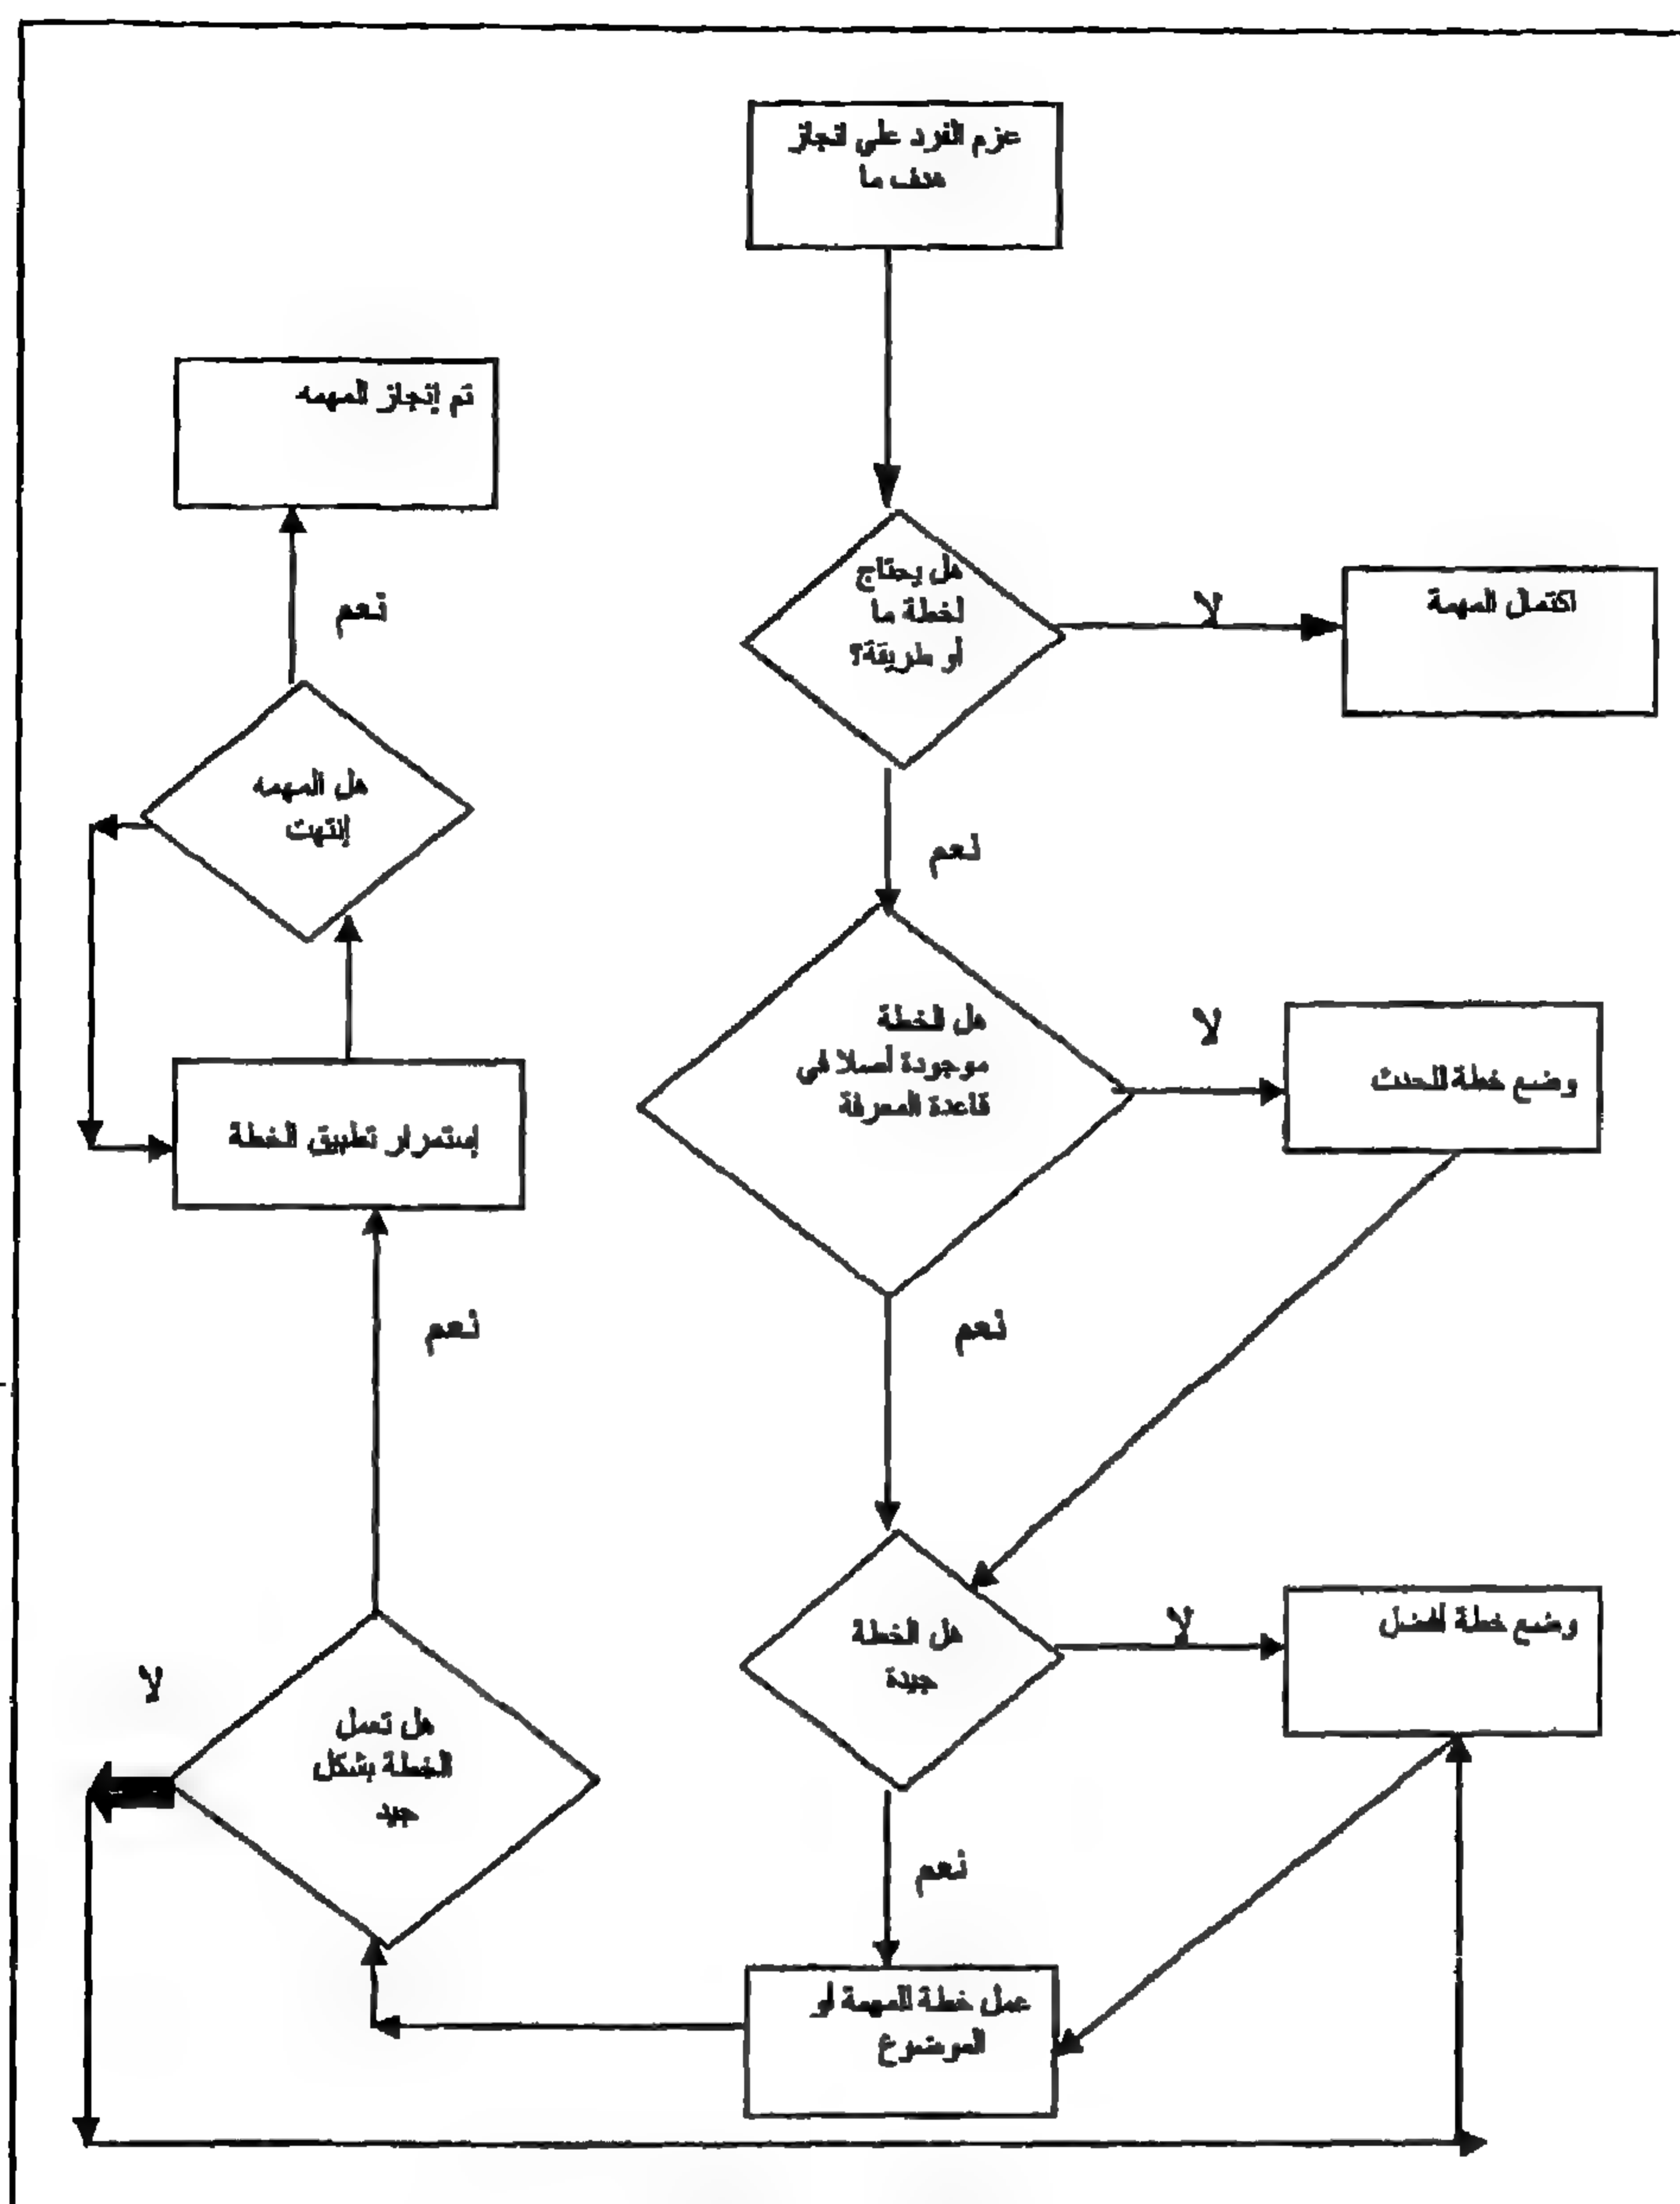 عزم الفرد علي انجاز
هدف ما
هل يحتاج
لخطة ما
أو طريقة؟
لا
اكتمال المهمة
نعم
هل الخطة
موجودة أصلا في
قاعدة المعرفة
لا
وضع خطة للحدث
نعم
هل الخطة
جيدة
لا
وضع خطة أفضل
نعم
عمل خطة للمهمة أو
الموضوع
هل تعمل
الخطة بشكل
جيد
لا
نعم
إستمرار تطبيق الخطة
هل المهمه
إنتهت
نعم
تم إنجاز المهمه